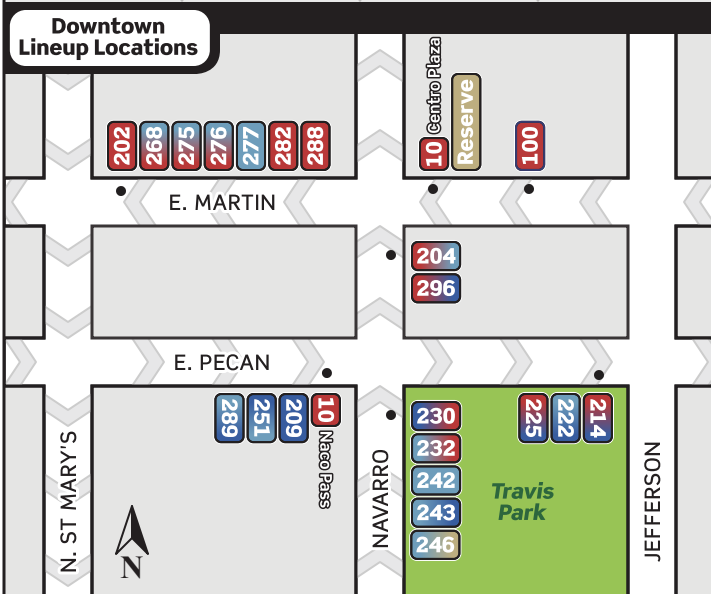 Downtown
Lineup Locations
202
268
275
276
277
282
288
10
Centro Plaza
Reserve
100
E. MARTIN
204
296
E. PECAN
289
251
209
10
Naco Pass
230
232
242
243
246
225
222
214
Travis
Park
N. ST MARY'S
NAVARRO
JEFFERSON
N